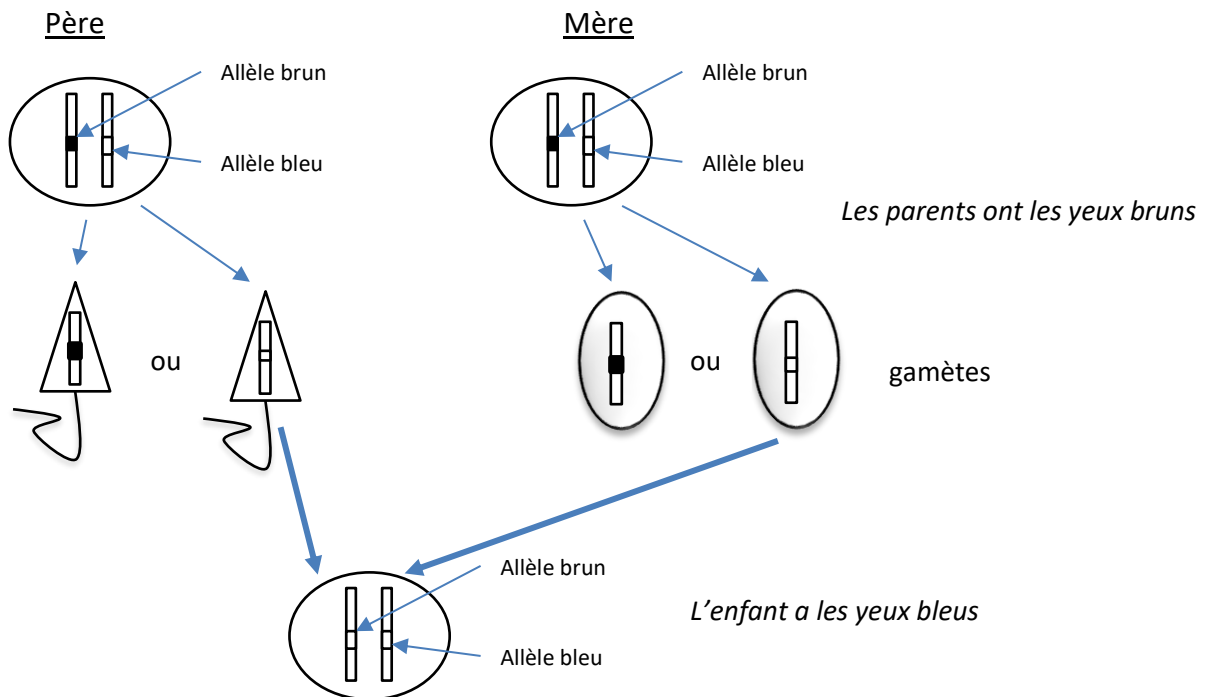 Père
Mère
Allèle brun
Allèle brun
Allèle bleu
Allèle bleu
Les parents ont les yeux bruns
ou
ou
gamètes
Allèle brun
L’enfant a les yeux bleus
Allèle bleu